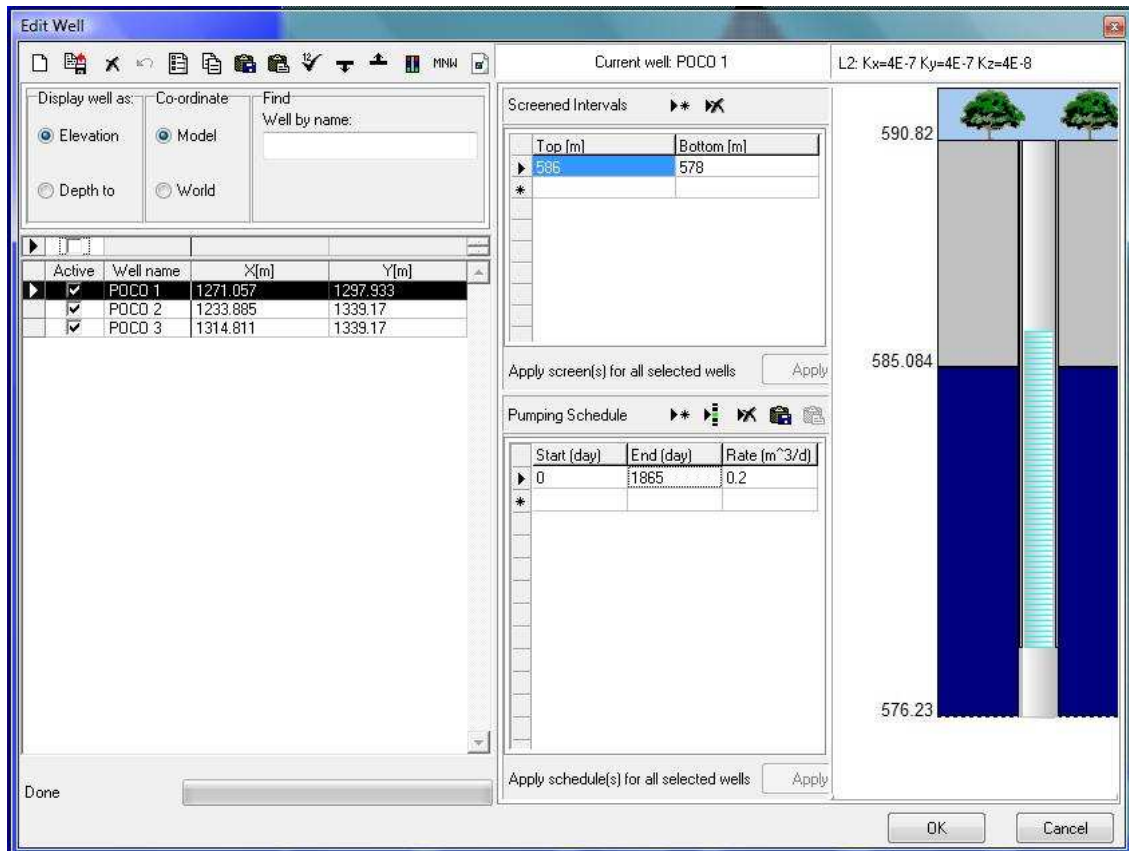 Edit Well
MNW
Current well: POCO 1
L2: Kx=4E-7 Ky=4E-7 Kz=4E-8
Display well as:
Elevation
Depth to
Co-ordinate
Model
World
Find
Well by name:
Active Well name X[m] Y[m]
POCO 1 1271.057 1297.933
POCO 2 1233.885 1339.17
POCO 3 1314.811 1339.17
Done
Screened Intervals
Top [m] Bottom [m]
586 578
Apply screen(s) for all selected wells Apply
Pumping Schedule
Start (day) End (day) Rate (m^3/d)
0 1865 0.2
Apply schedule(s) for all selected wells Apply
590.82
585.084
576.23
OK Cancel